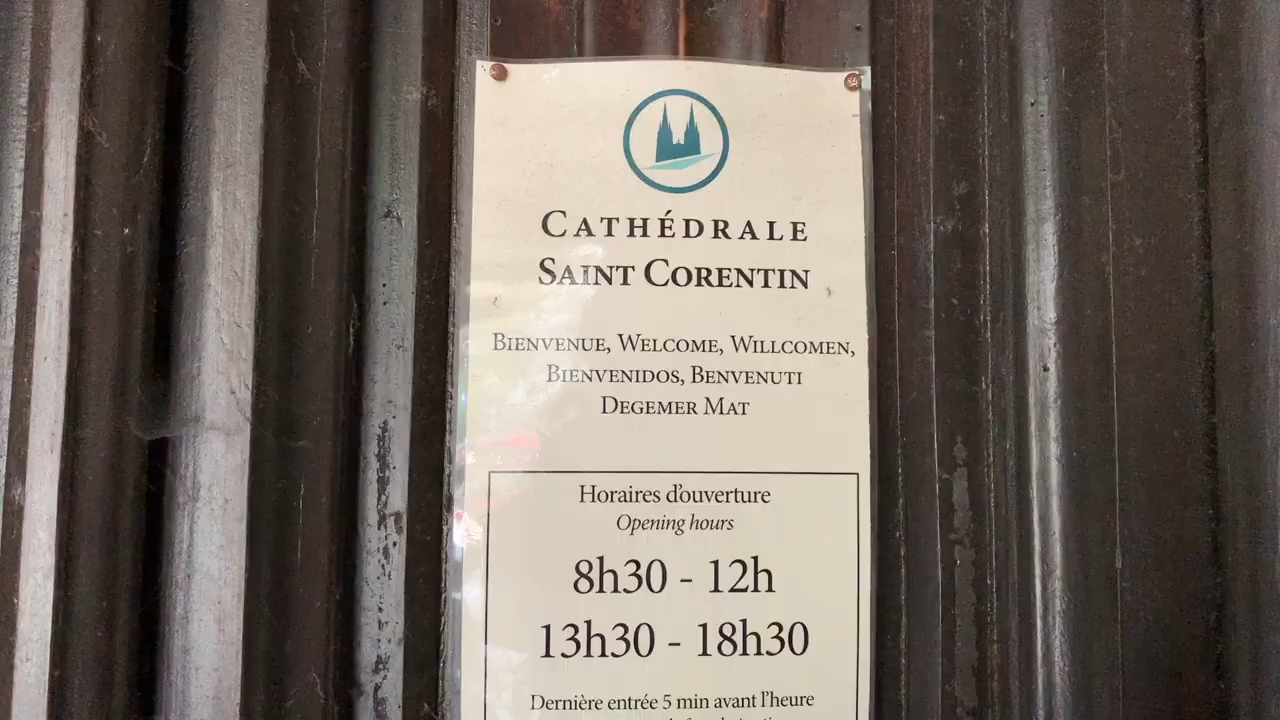 CATHÉDRALE
SAINT CORENTIN
BIENVENUE, WELCOME, WILLCOMEN,
BIENVENIDOS, BENVENUTI
DEGEMER MAT
Horaires d'ouverture
Opening hours
8h30 - 12h
13h30 - 18h30
Dernière entrée 5 min avant l'heure